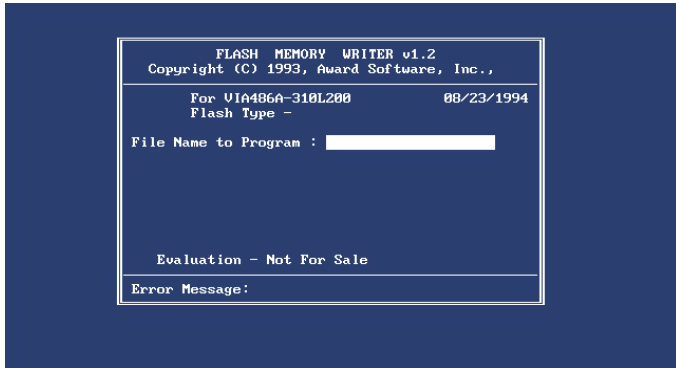 FLASH MEMORY WRITER v1.2
Copyright (C) 1993, Award Software, Inc.,
For VIA486A-310L200 08/23/1994
Flash Type -
File Name to Program :
Evaluation - Not For Sale
Error Message: